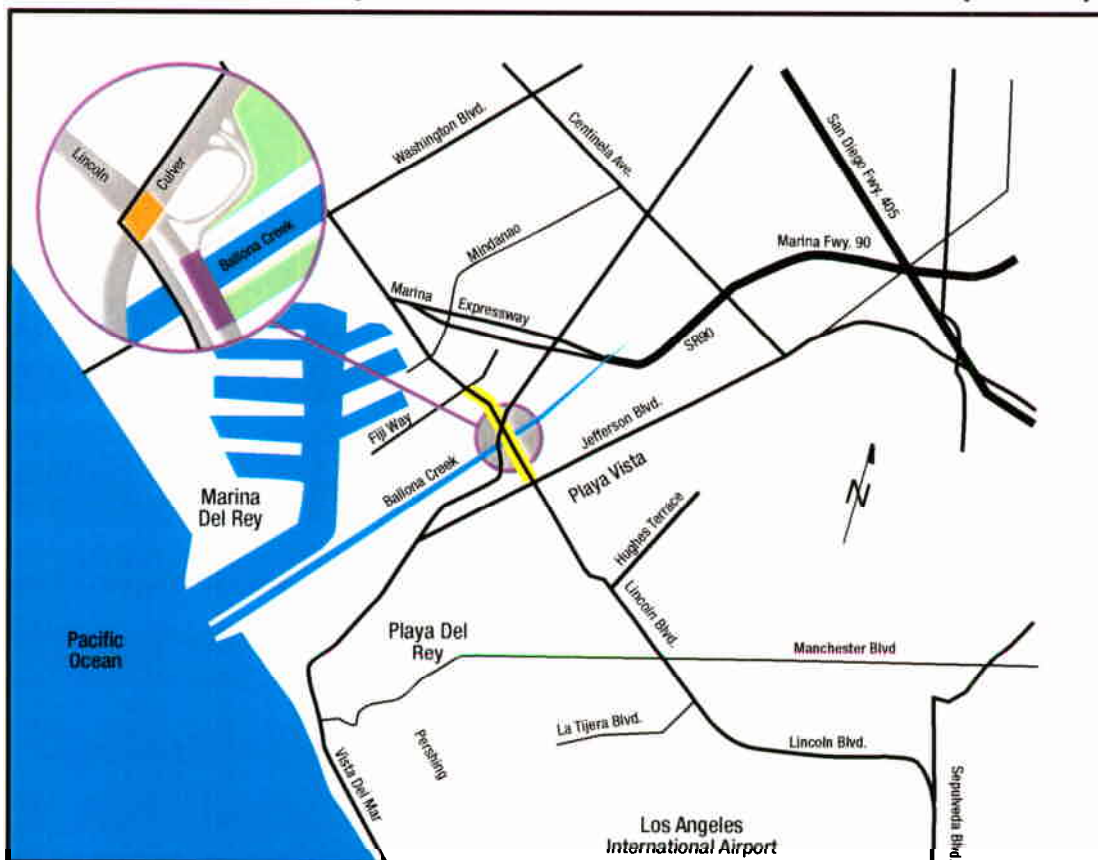 Washington Blvd.
Centinela Ave.
San Diego Fwy. 405
Lincoln
Culver
Ballona Creek
Mindanao
Marina Fwy. 90
Marina
Expressway
SR90
Fiji Way
Jefferson Blvd.
Ballona Creek
Playa Vista
Marina
Del Rey
N
Hughes Terrace
Lincoln Blvd.
Pacific
Ocean
Playa Del
Rey
Manchester Blvd
La Tijera Blvd.
Pershing
Lincoln Blvd.
Vista Del Mar
Sepulveda Blvd.
Los Angeles
International Airport